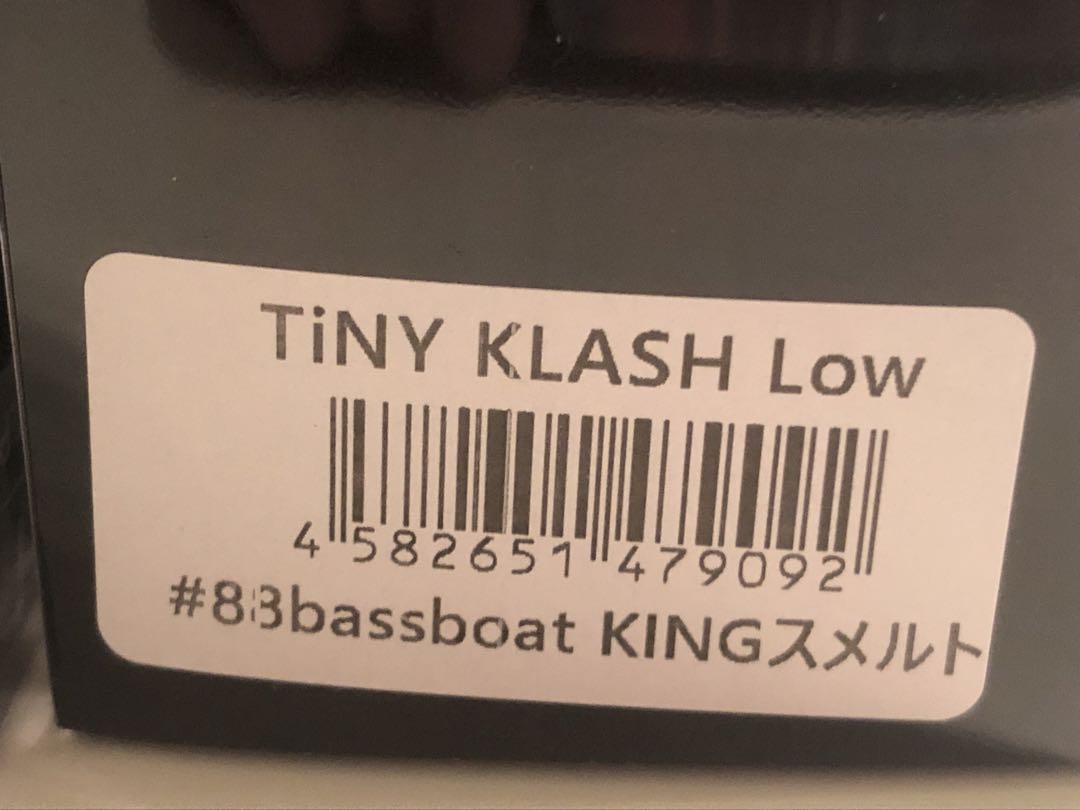 TiNY KLASH Low
4 582651 479092
#83bassboat KINGスメルト